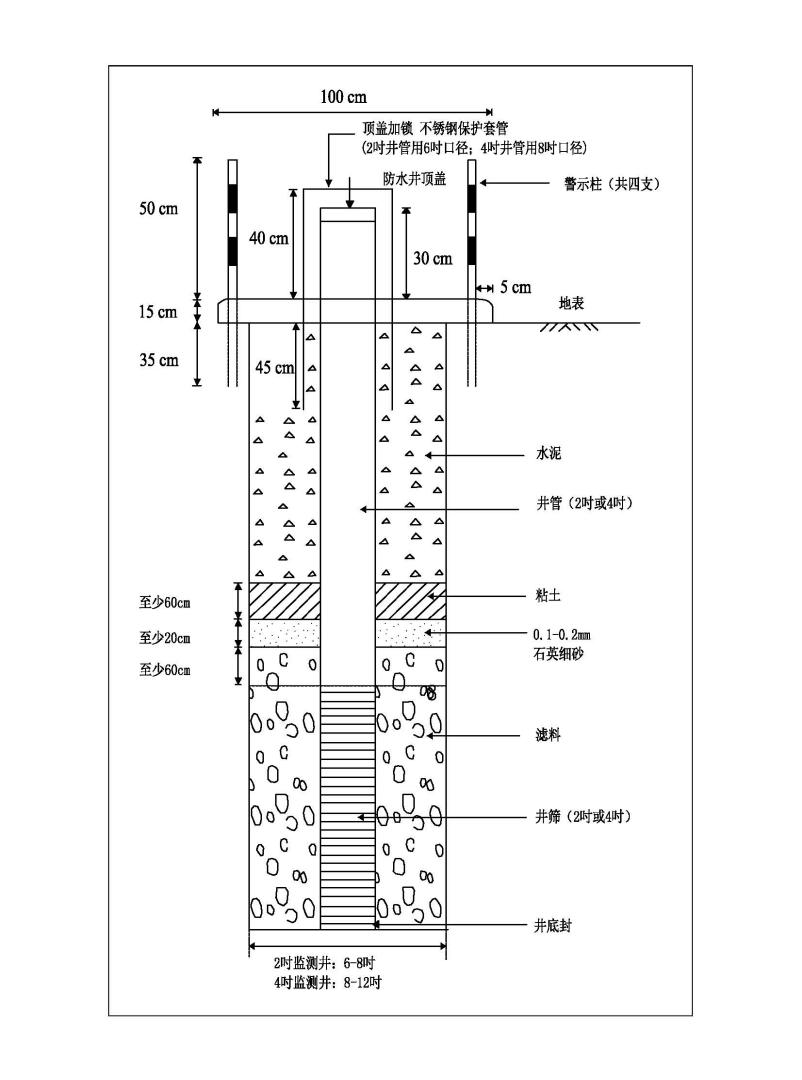 100 cm
顶盖加锁 不锈钢保护套管
(2吋井管用6吋口径；4吋井管用8吋口径)
防水井顶盖
警示柱（共四支）
50 cm
40 cm
30 cm
5 cm
15 cm
地表
35 cm
45 cm
水泥
井管（2吋或4吋）
至少60cm
粘土
至少20cm
0.1-0.2mm
石英细砂
至少60cm
滤料
井筛（2吋或4吋）
井底封
2吋监测井：6-8吋
4吋监测井：8-12吋